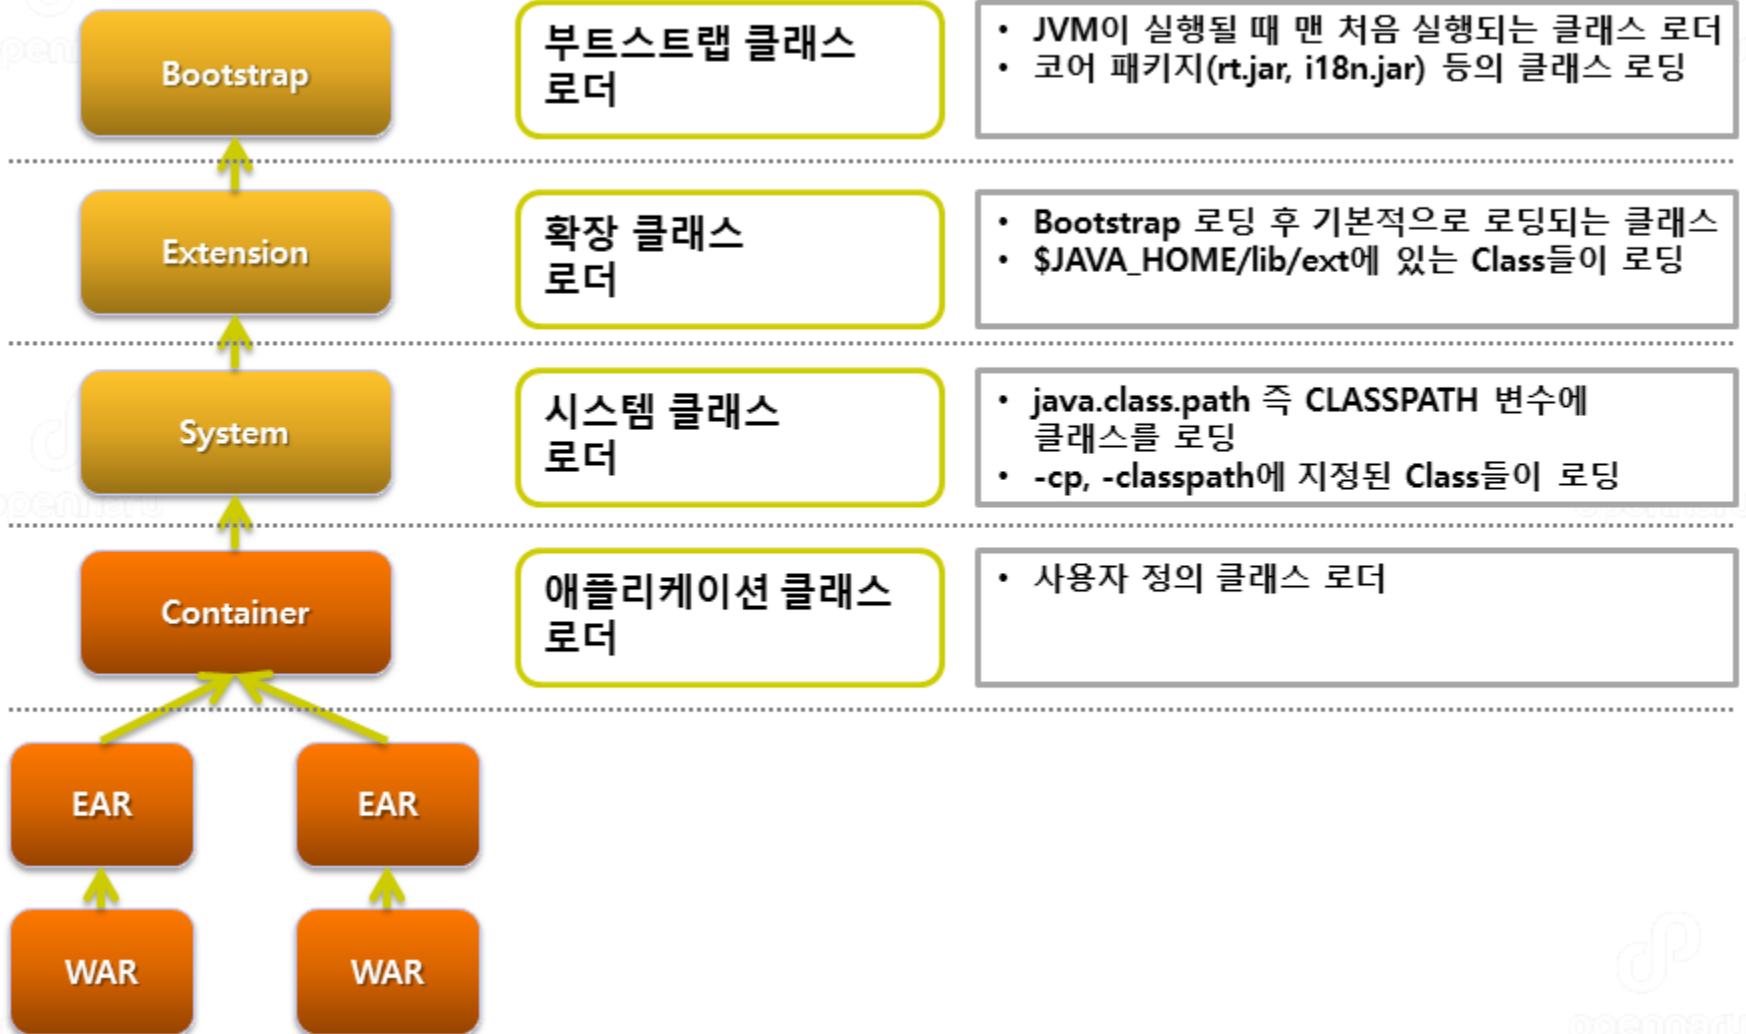 Bootstrap
부트스트랩 클래스
로더
• JVM이 실행될 때 맨 처음 실행되는 클래스 로더
• 코어 패키지(rt.jar, i18n.jar) 등의 클래스 로딩
Extension
확장 클래스
로더
• Bootstrap 로딩 후 기본적으로 로딩되는 클래스
• $JAVA_HOME/lib/ext에 있는 Class들이 로딩
System
시스템 클래스
로더
• java.class.path 즉 CLASSPATH 변수에
클래스를 로딩
• -cp, -classpath에 지정된 Class들이 로딩
Container
애플리케이션 클래스
로더
• 사용자 정의 클래스 로더
EAR
EAR
WAR
WAR
opennaru